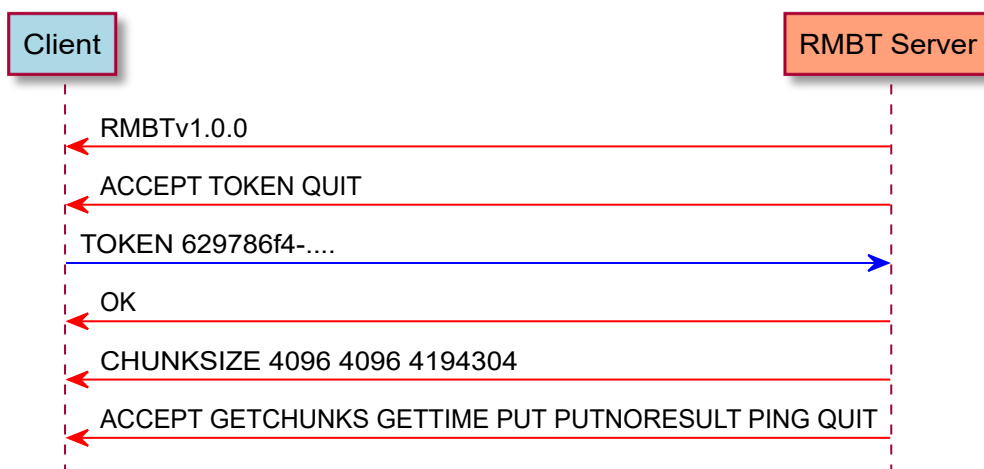 Client
RMBT Server
RMBTv1.0.0
ACCEPT TOKEN QUIT
TOKEN 629786f4-....
OK
CHUNKSIZE 4096 4096 4194304
ACCEPT GETCHUNKS GETTIME PUT PUTNORESULT PING QUIT